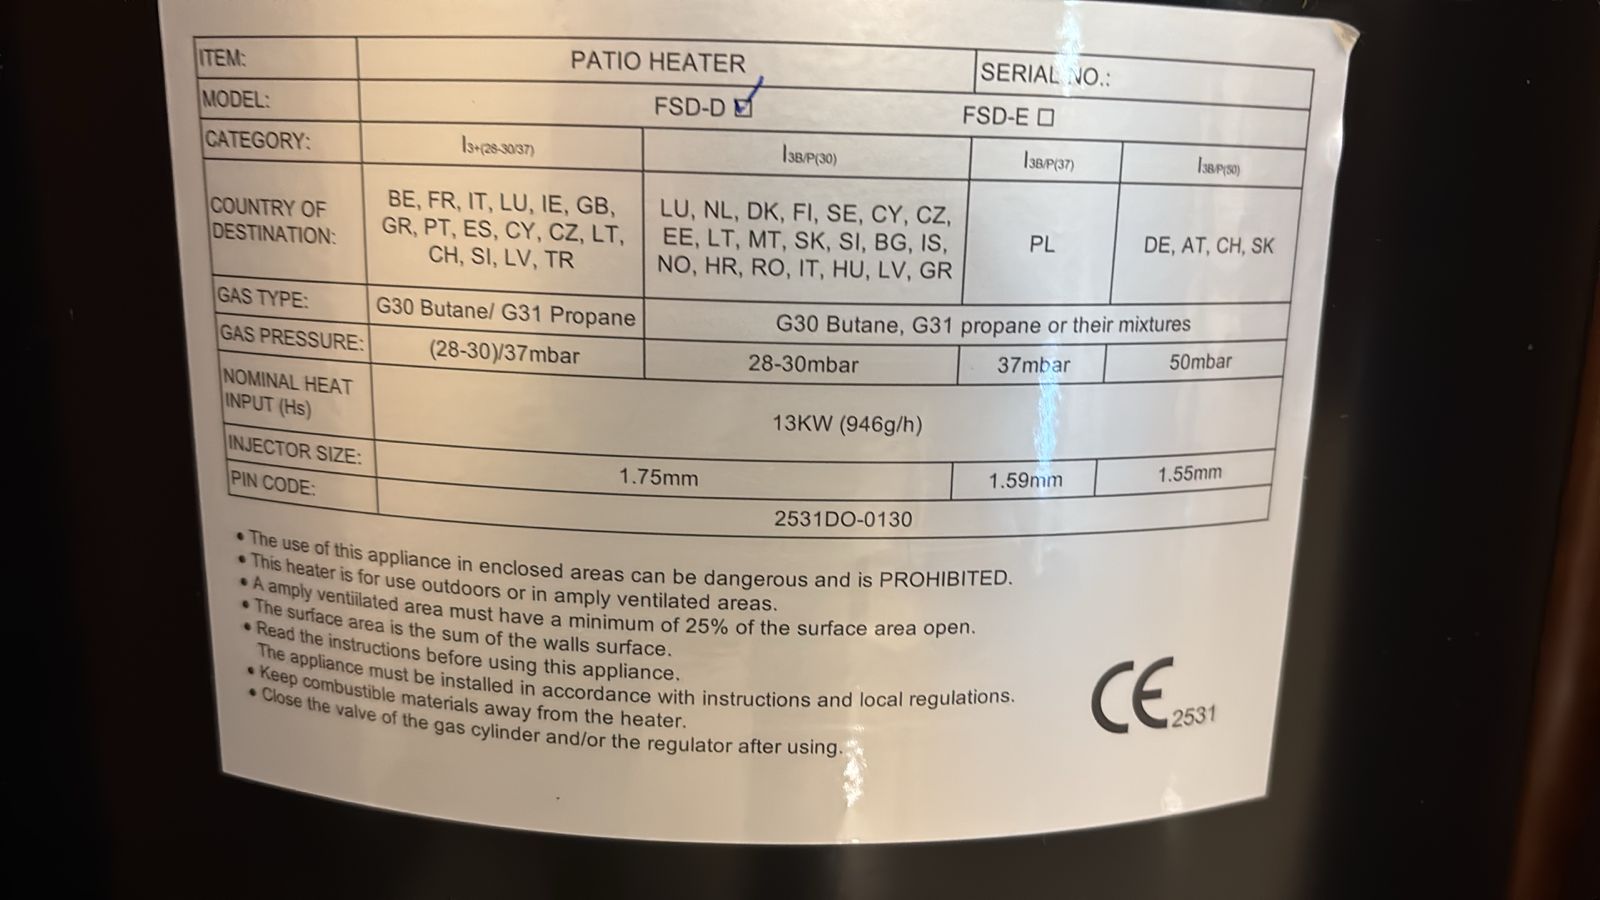 ITEM: PATIO HEATER SERIAL NO.:
MODEL: FSD-D ☑ FSD-E ☐
CATEGORY: I3+(28-30/37) I3B/P(30) I3B/P(37) I3B/P(50)
COUNTRY OF DESTINATION:
BE, FR, IT, LU, IE, GB,
GR, PT, ES, CY, CZ, LT,
CH, SI, LV, TR
LU, NL, DK, FI, SE, CY, CZ,
EE, LT, MT, SK, SI, BG, IS,
NO, HR, RO, IT, HU, LV, GR
PL
DE, AT, CH, SK
GAS TYPE: G30 Butane/ G31 Propane G30 Butane, G31 propane or their mixtures
GAS PRESSURE: (28-30)/37mbar 28-30mbar 37mbar 50mbar
NOMINAL HEAT
INPUT (Hs)
13KW (946g/h)
INJECTOR SIZE: 1.75mm 1.59mm 1.55mm
PIN CODE: 2531DO-0130
• The use of this appliance in enclosed areas can be dangerous and is PROHIBITED.
• This heater is for use outdoors or in amply ventilated areas.
• A amply ventiilated area must have a minimum of 25% of the surface area open.
• The surface area is the sum of the walls surface.
• Read the instructions before using this appliance.
The appliance must be installed in accordance with instructions and local regulations.
• Keep combustible materials away from the heater.
• Close the valve of the gas cylinder and/or the regulator after using.
CE 2531